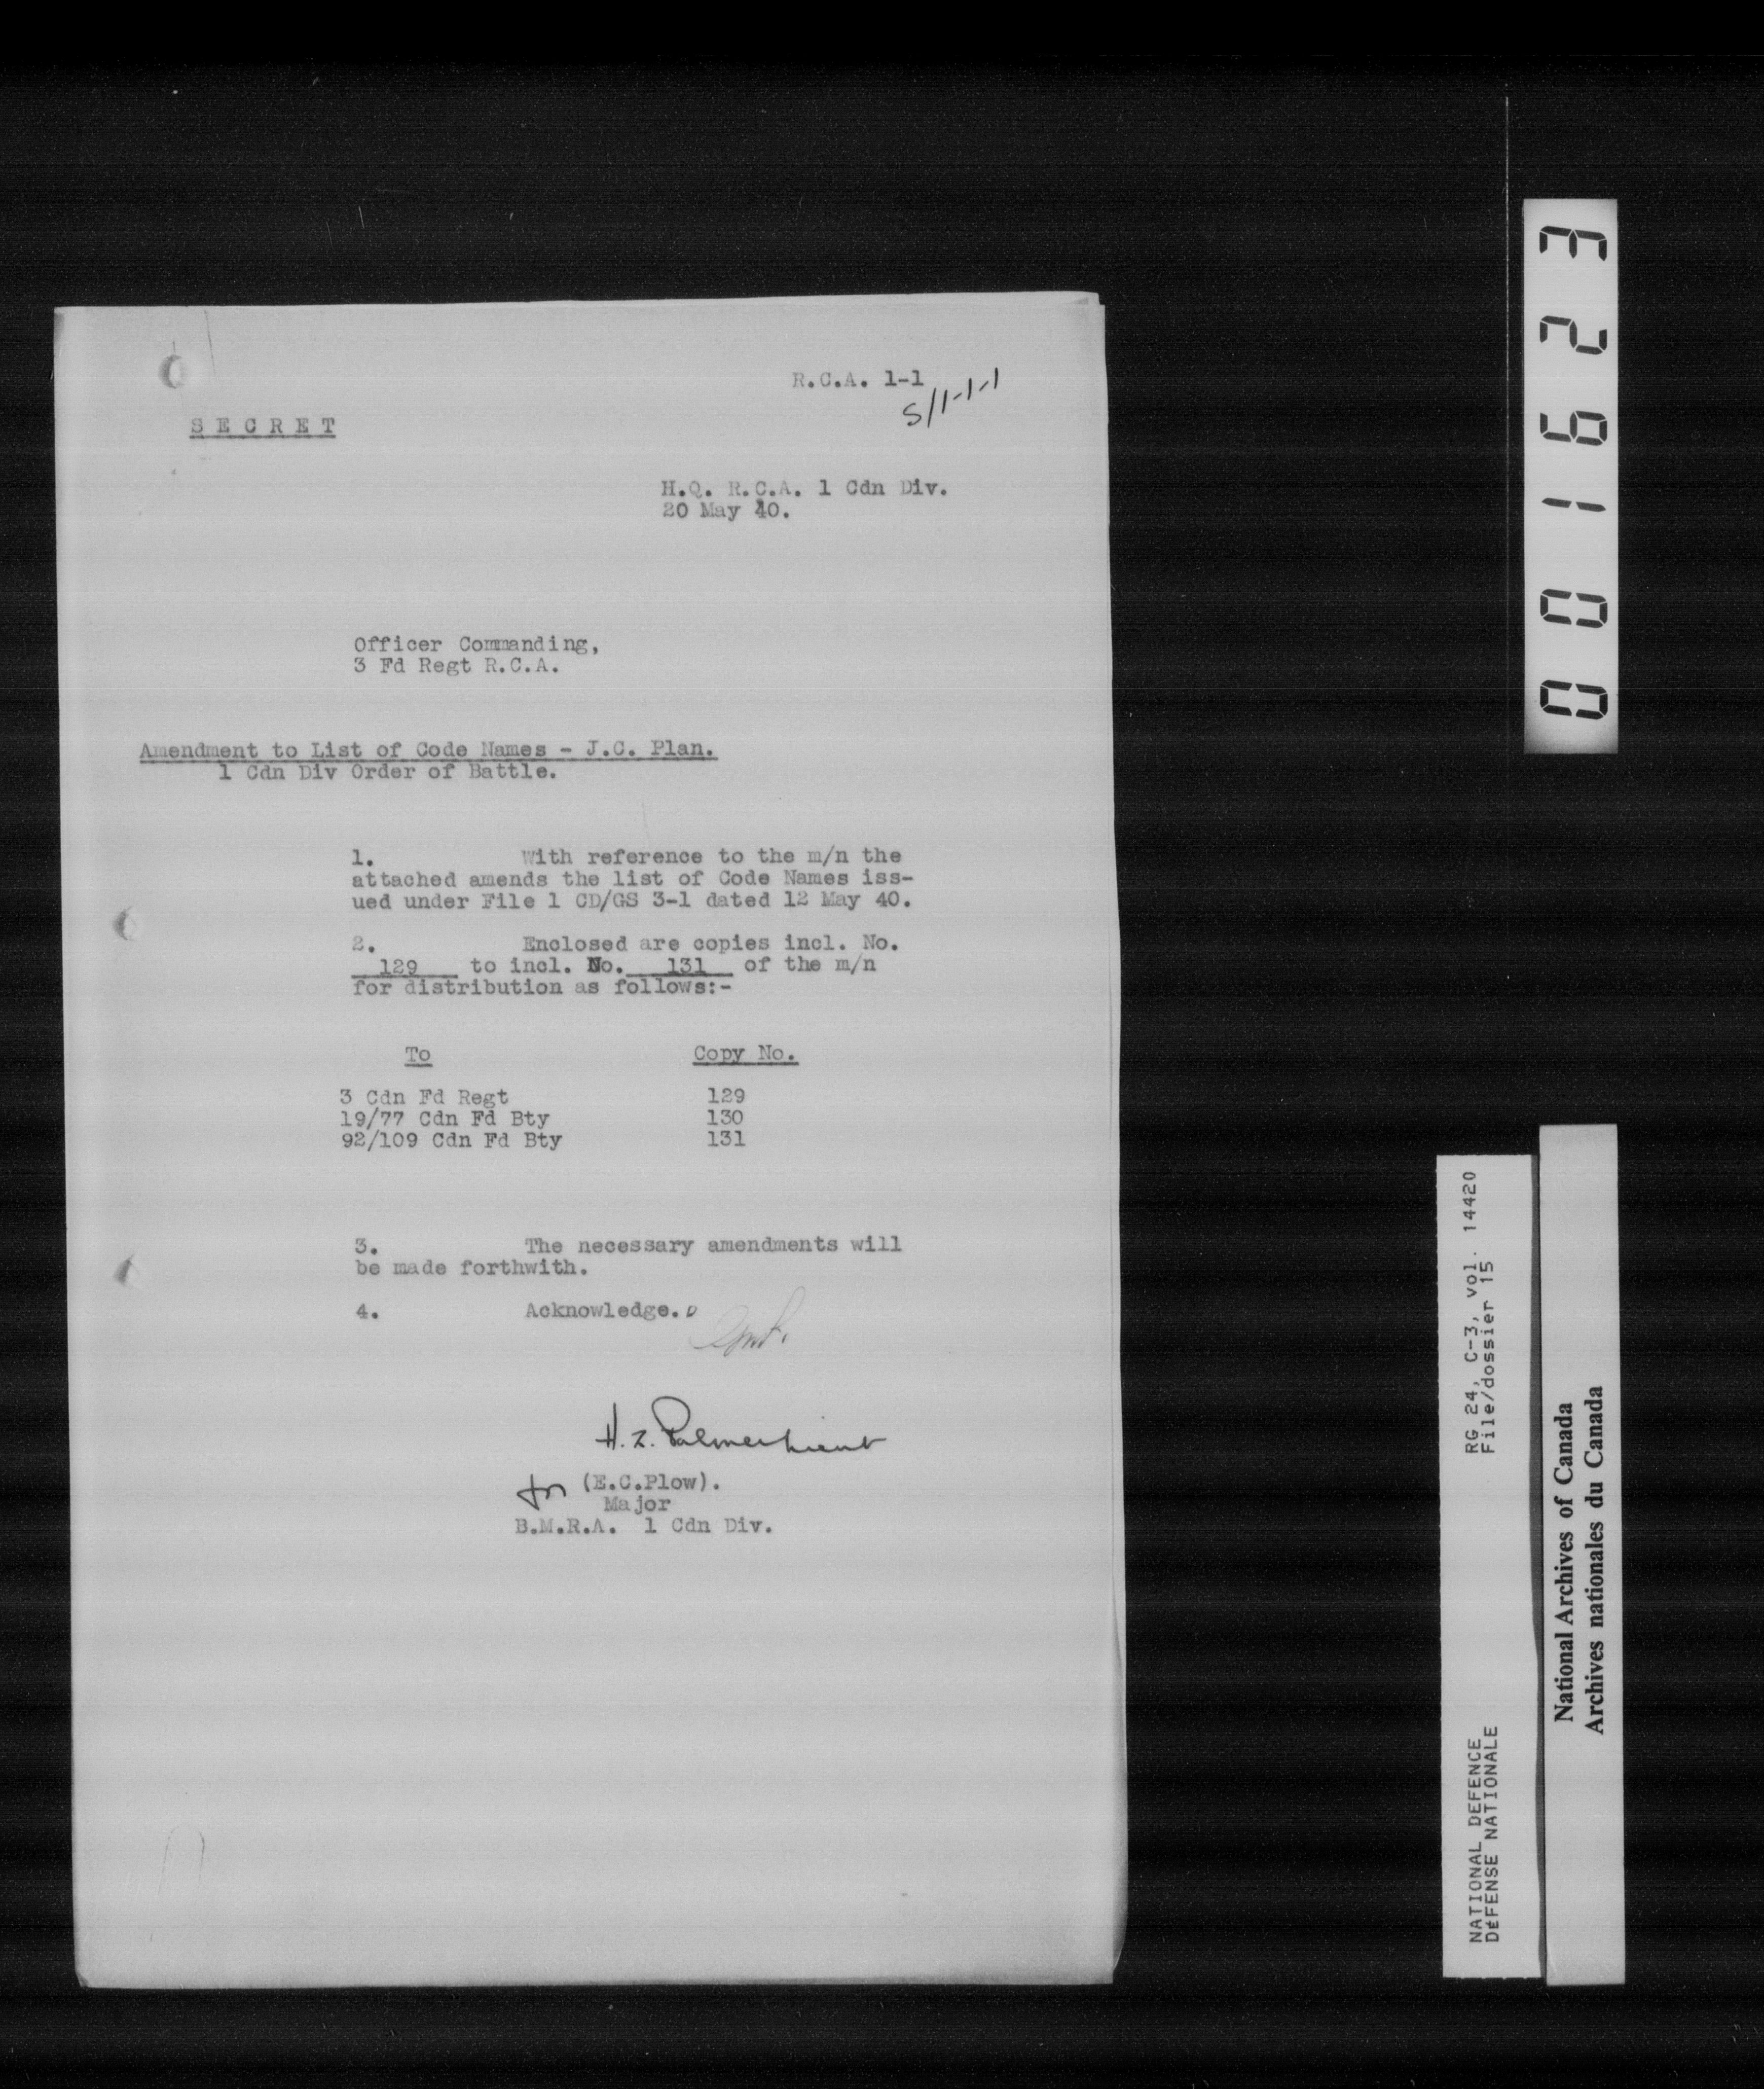 R.C.A. 1-1
S/1-1-1
S E C R E T
H.Q. R.C.A. 1 Cdn Div.
20 May 40.
Officer Commanding,
3 Fd Regt R.C.A.
Amendment to List of Code Names - J.C. Plan.
1 Cdn Div Order of Battle.
1. With reference to the m/n the
attached amends the list of Code Names iss-
ued under File 1 CD/GS 3-1 dated 12 May 40.
2. Enclosed are copies incl. No.
129 to incl. No. 131 of the m/n
for distribution as follows:-
To Copy No.
3 Cdn Fd Regt 129
19/77 Cdn Fd Bty 130
92/109 Cdn Fd Bty 131
3. The necessary amendments will
be made forthwith.
4. Acknowledge.
H. Z.
for (E.C.Plow).
Major
B.M.R.A. 1 Cdn Div.
001623
RG 24, C-3, vol. 14420
File/dossier 15
NATIONAL DEFENCE
DÉFENSE NATIONALE
National Archives of Canada
Archives nationales du Canada